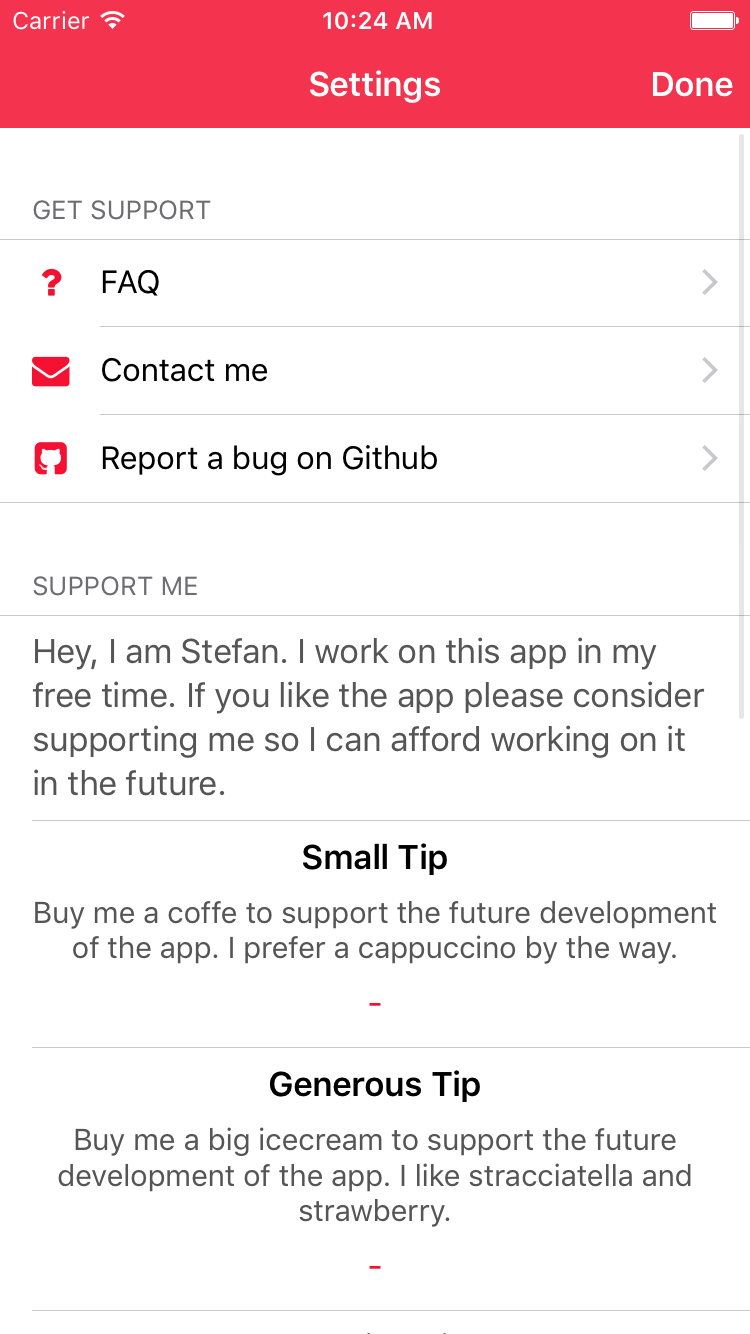 Carrier 10:24 AM
Settings Done
GET SUPPORT
FAQ
Contact me
Report a bug on Github
SUPPORT ME
Hey, I am Stefan. I work on this app in my
free time. If you like the app please consider
supporting me so I can afford working on it
in the future.
Small Tip
Buy me a coffe to support the future development
of the app. I prefer a cappuccino by the way.
-
Generous Tip
Buy me a big icecream to support the future
development of the app. I like stracciatella and
strawberry.
-